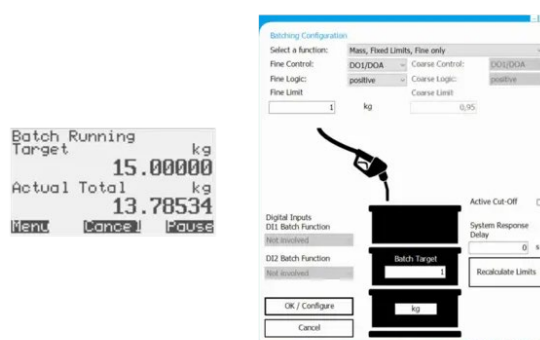 Batch Running
Target kg
15.00000
Actual Total kg
13.78534
Menu Cancel Pause
Batching Configuration
Select a function: Mass, Fixed Limits, Fine only
Fine Control: DO1/DOA Coarse Control: DO1/DOA
Fine Logic: positive Coarse Logic: positive
Fine Limit Coarse Limit
1 kg 0,95
Active Cut-Off
Digital Inputs
DI1 Batch Function
Not involved
System Response
Delay
0 s
DI2 Batch Function
Not involved
Batch Target
1
Recalculate Limits
OK / Configure
kg
Cancel